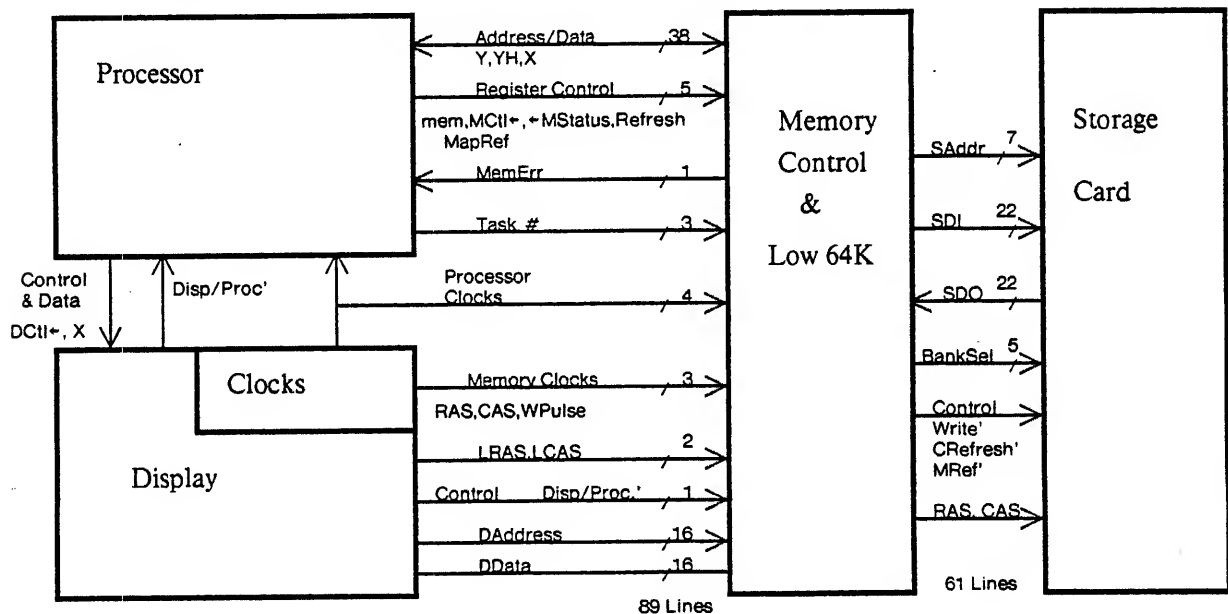 Processor
Address/Data 38
Y,YH,X
Register Control 5
mem,MCtl←,←MStatus,Refresh
MapRef
MemErr 1
Task # 3
Processor
Clocks 4
Control
& Data
DCtl←, X
Disp/Proc'
Clocks
Display
Memory Clocks 3
RAS,CAS,WPulse
LRAS,LCAS 2
Control Disp/Proc.' 1
DAddress 16
DData 16
89 Lines
Memory
Control
&
Low 64K
SAddr 7
SDI 22
SDO 22
BankSel 5
Control
Write'
CRefresh'
MRef'
RAS, CAS
61 Lines
Storage
Card